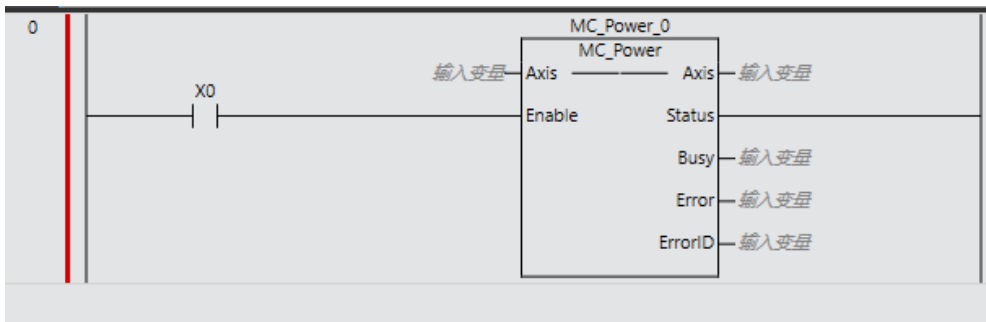 0
MC_Power_0
MC_Power
输入变量 Axis Axis 输入变量
X0
Enable Status
Busy 输入变量
Error 输入变量
ErrorID 输入变量